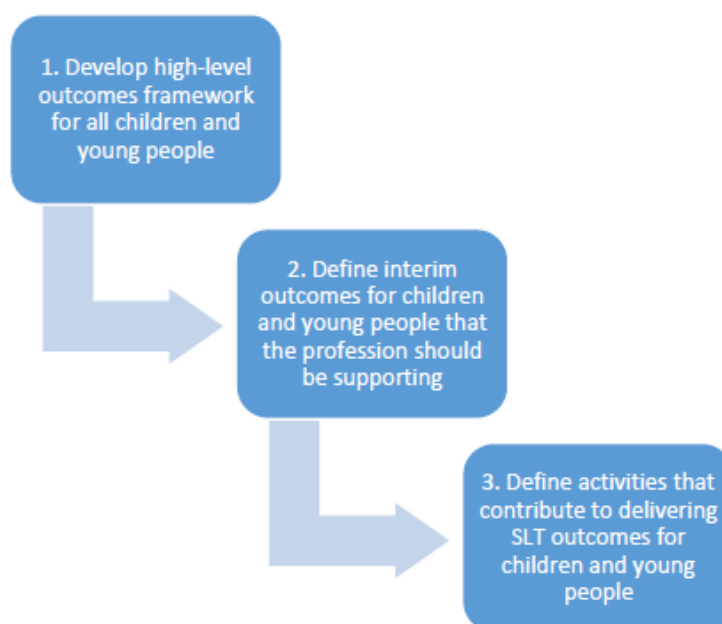 1. Develop high-level
outcomes framework
for all children and
young people
2. Define interim
outcomes for children
and young people that
the profession should
be supporting
3. Define activities that
contribute to delivering
SLT outcomes for
children and young
people